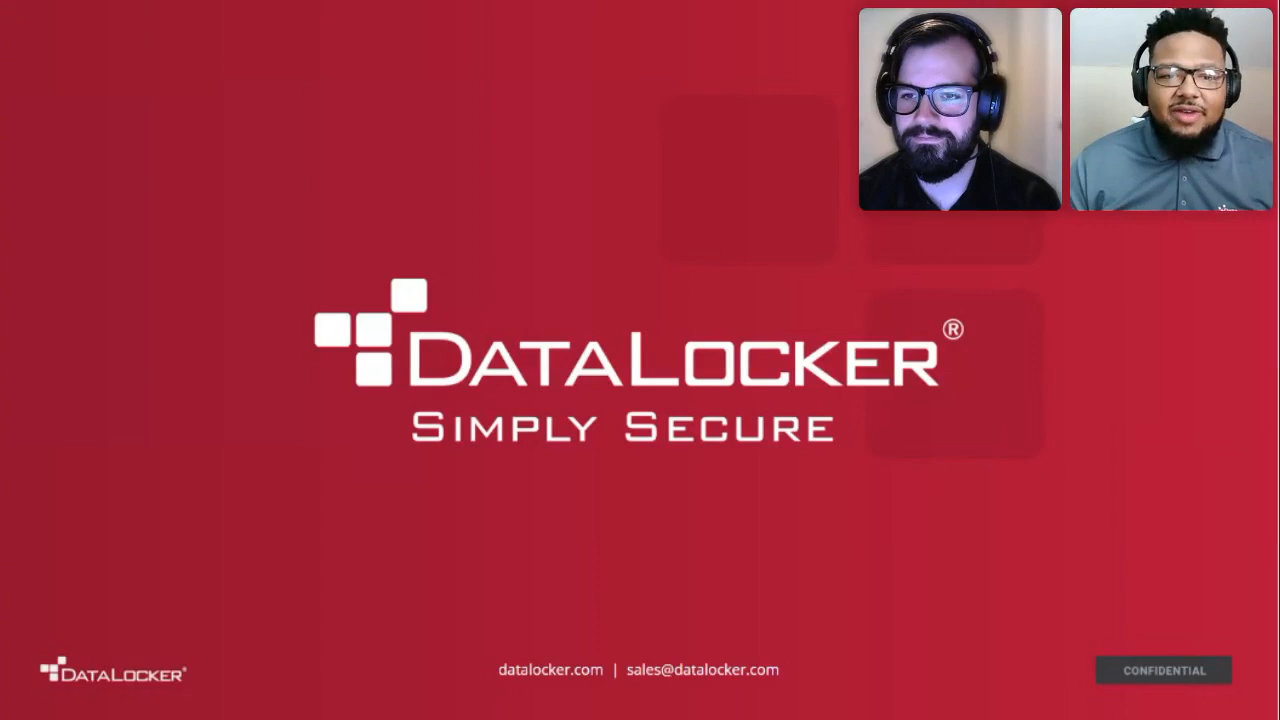 DATALOCKER®
SIMPLY SECURE
DATALOCKER®
datalocker.com | sales@datalocker.com
CONFIDENTIAL